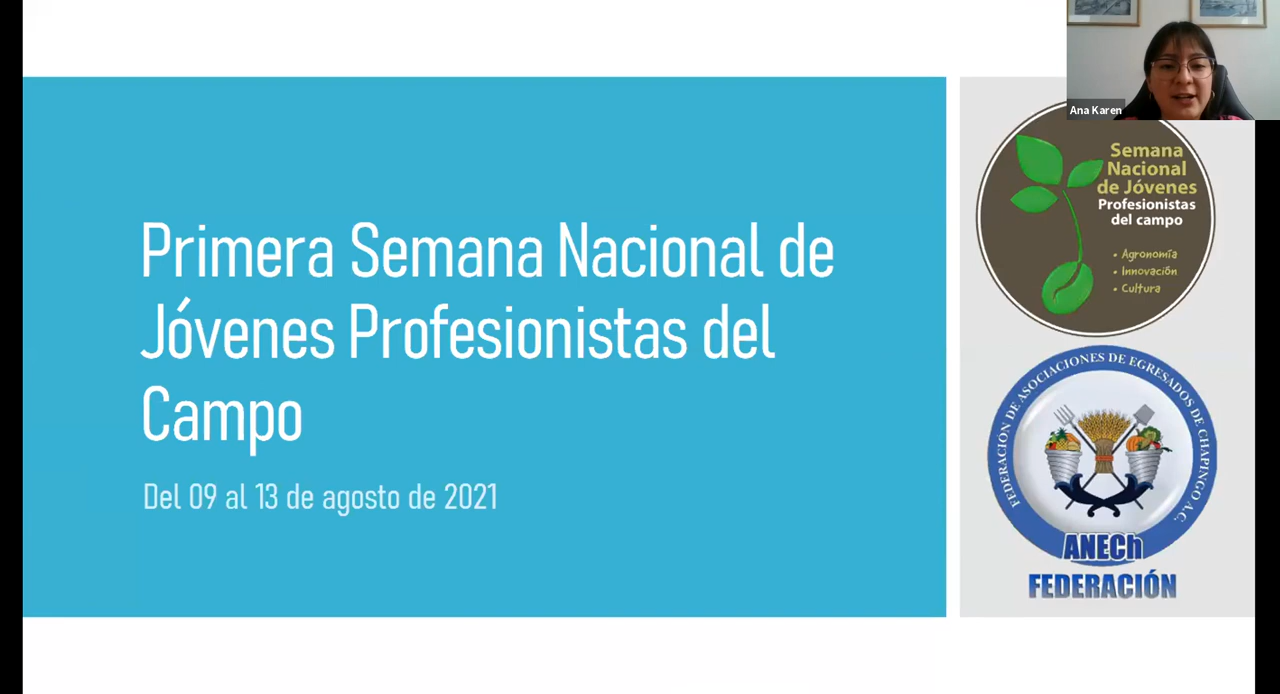 Primera Semana Nacional de
Jóvenes Profesionistas del
Campo
Del 09 al 13 de agosto de 2021
Ana Karen
Semana
Nacional
de Jóvenes
Profesionistas
del campo
• Agronomía
• Innovación
• Cultura
FEDERACIÓN DE ASOCIACIONES DE EGRESADOS DE CHAPINGO A.C.
ANECh
FEDERACIÓN